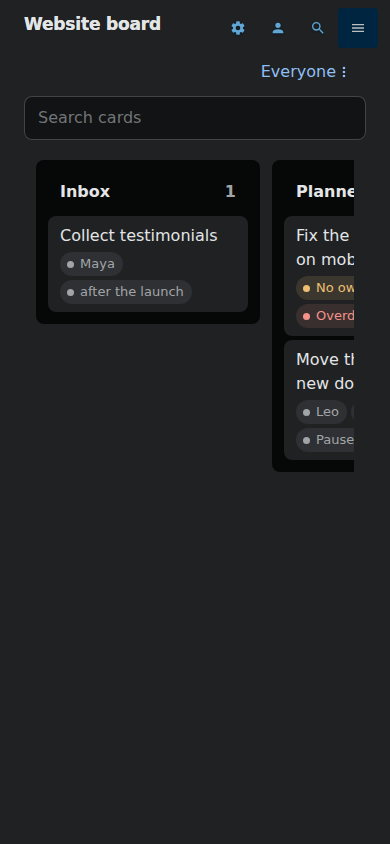 Website board
Everyone
Search cards
Inbox 1
Collect testimonials
Maya
after the launch
Fix the
on mob
No ow
Overd
Move th
new do
Leo
Pause